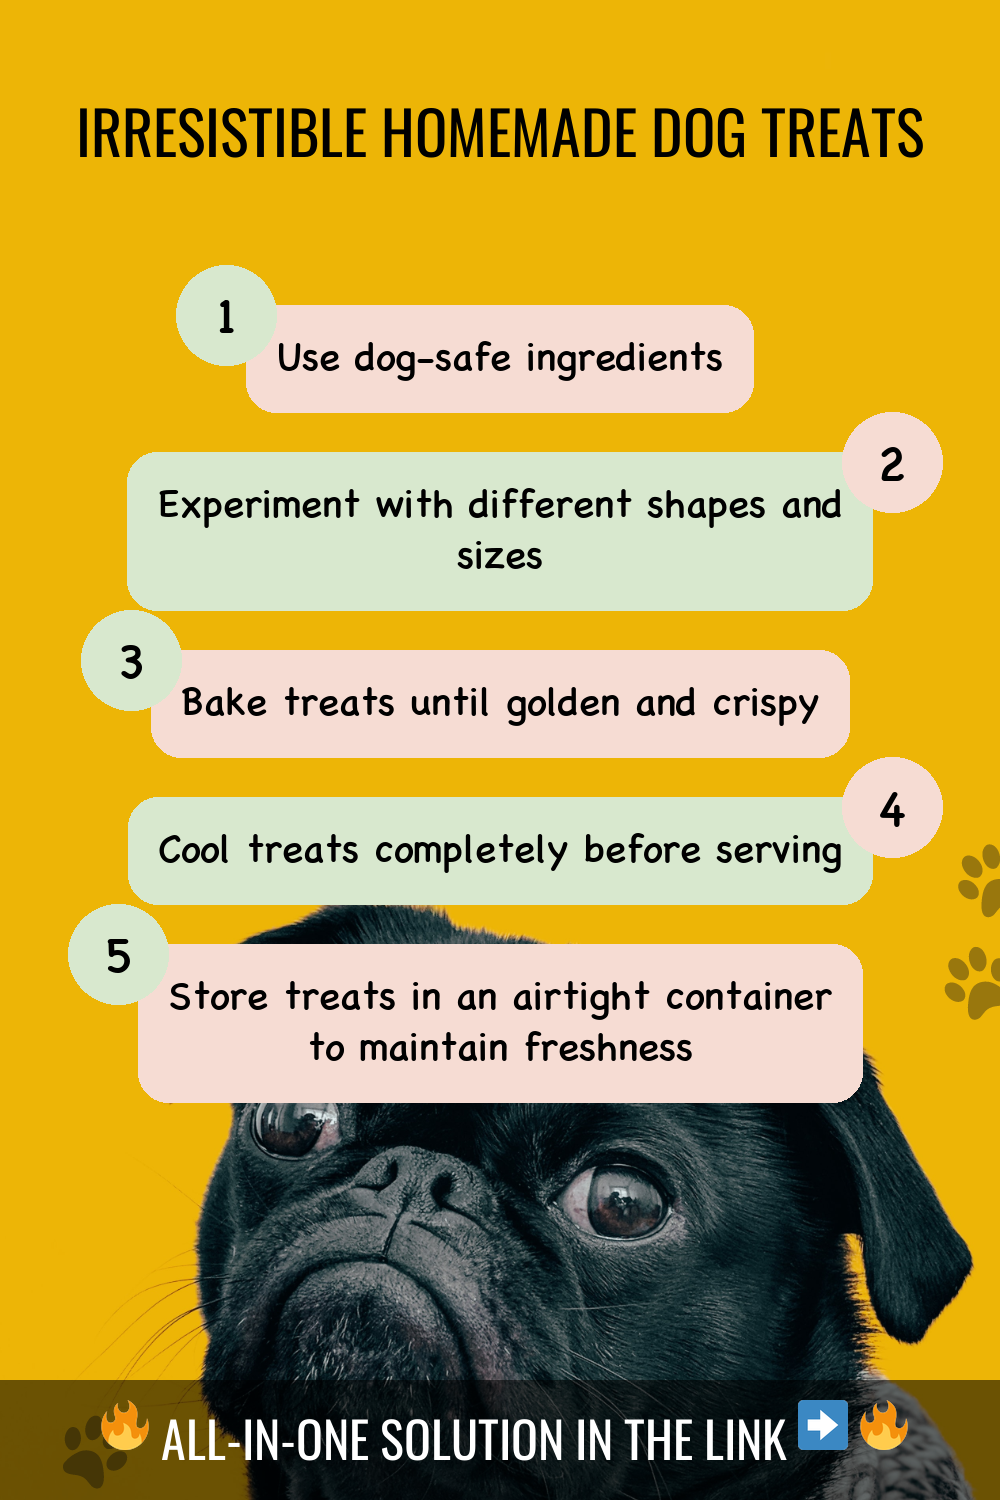 IRRESISTIBLE HOMEMADE DOG TREATS
1
Use dog-safe ingredients
2
Experiment with different shapes and
sizes
3
Bake treats until golden and crispy
4
Cool treats completely before serving
5
Store treats in an airtight container
to maintain freshness
🔥 ALL-IN-ONE SOLUTION IN THE LINK ➡️ 🔥